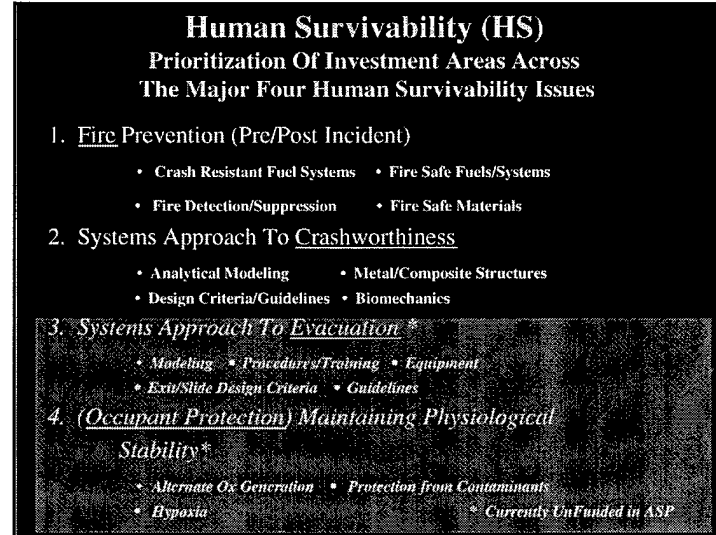 Human Survivability (HS)
Prioritization Of Investment Areas Across
The Major Four Human Survivability Issues
1. Fire Prevention (Pre/Post Incident)
• Crash Resistant Fuel Systems • Fire Safe Fuels/Systems
• Fire Detection/Suppression • Fire Safe Materials
2. Systems Approach To Crashworthiness
• Analytical Modeling • Metal/Composite Structures
• Design Criteria/Guidelines • Biomechanics
3. Systems Approach To Evacuation *
• Modeling • Procedures/Training • Equipment
• Exit/Slide Design Criteria • Guidelines
4. (Occupant Protection) Maintaining Physiological
Stability*
• Alternate Ox Generation • Protection from Contaminants
• Hypoxia * Currently UnFunded in ASP